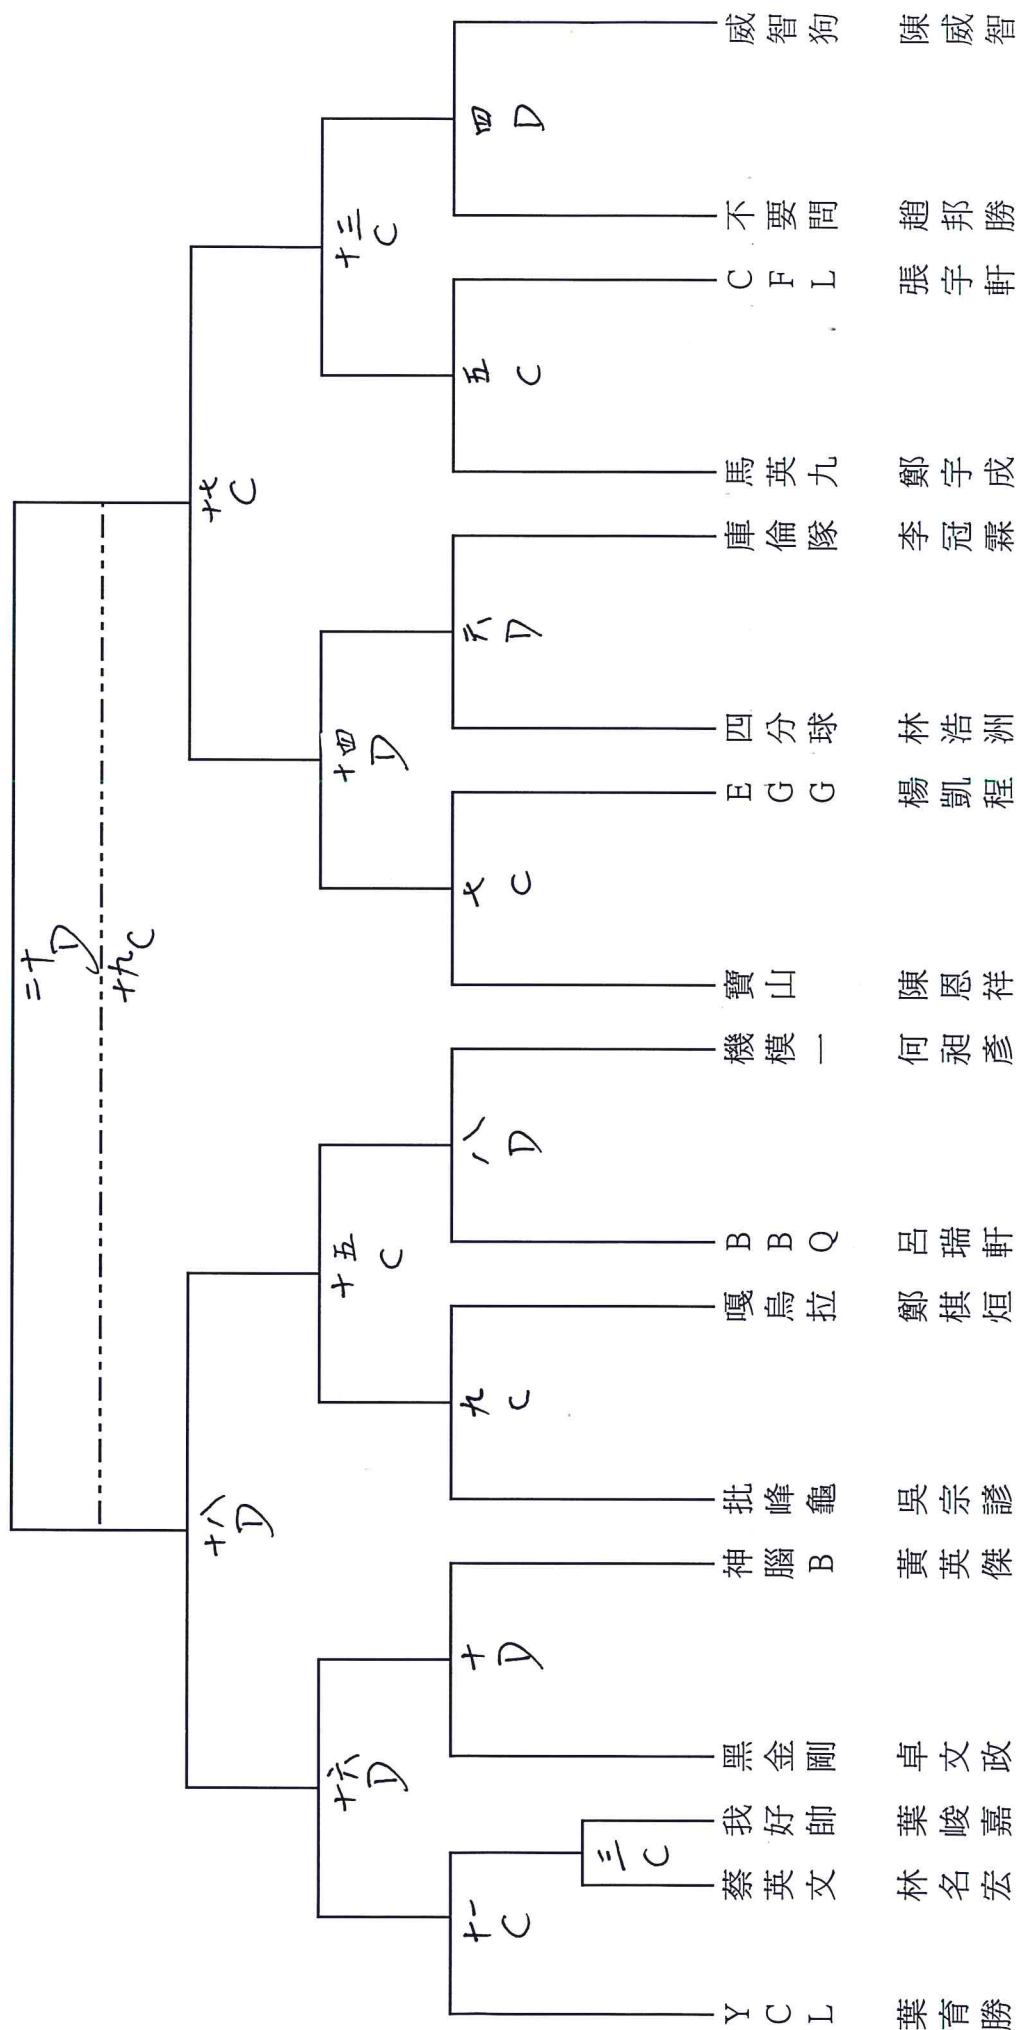 二十 D
十九 C
十七 C
十八 D
十三 C
十四 D
十五 C
十六 D
四 D
五 C
六 D
七 C
八 D
九 C
十 D
十一 C
三 C
威智狗 陳威智
不要問 趙邦勝
CFL 張宇軒
馬英九 鄭宇成
庫倫隊 李冠霖
四分球 林浩洲
EGG 楊凱程
寶山 陳恩祥
機模一 何昶彥
BBQ 呂瑞軒
嘎烏拉 鄭棋烜
批峰龜 吳宗諺
神腦B 黃英傑
黑金剛 卓文政
我好帥 葉峻嘉
蔡英文 林名宏
YCL 葉育勝